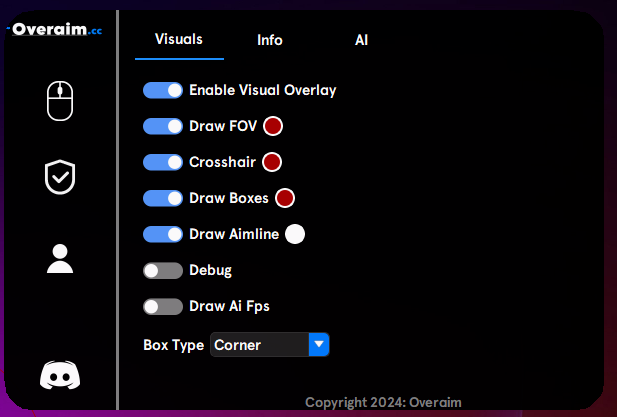 Overaim.cc
Visuals Info AI
Enable Visual Overlay
Draw FOV
Crosshair
Draw Boxes
Draw Aimline
Debug
Draw Ai Fps
Box Type Corner
Copyright 2024: Overaim